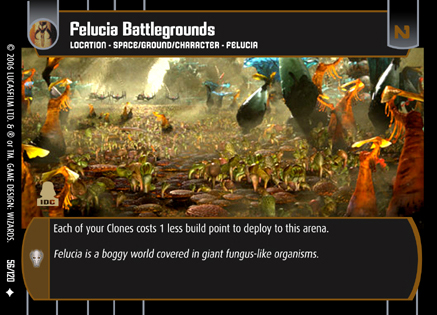 Felucia Battlegrounds
LOCATION - SPACE/GROUND/CHARACTER - FELUCIA
N
© 2006 LUCASFILM LTD. & ® or TM. GAME DESIGN: WIZARDS.
56/120
IDC
Each of your Clones costs 1 less build point to deploy to this arena.
Felucia is a boggy world covered in giant fungus-like organisms.